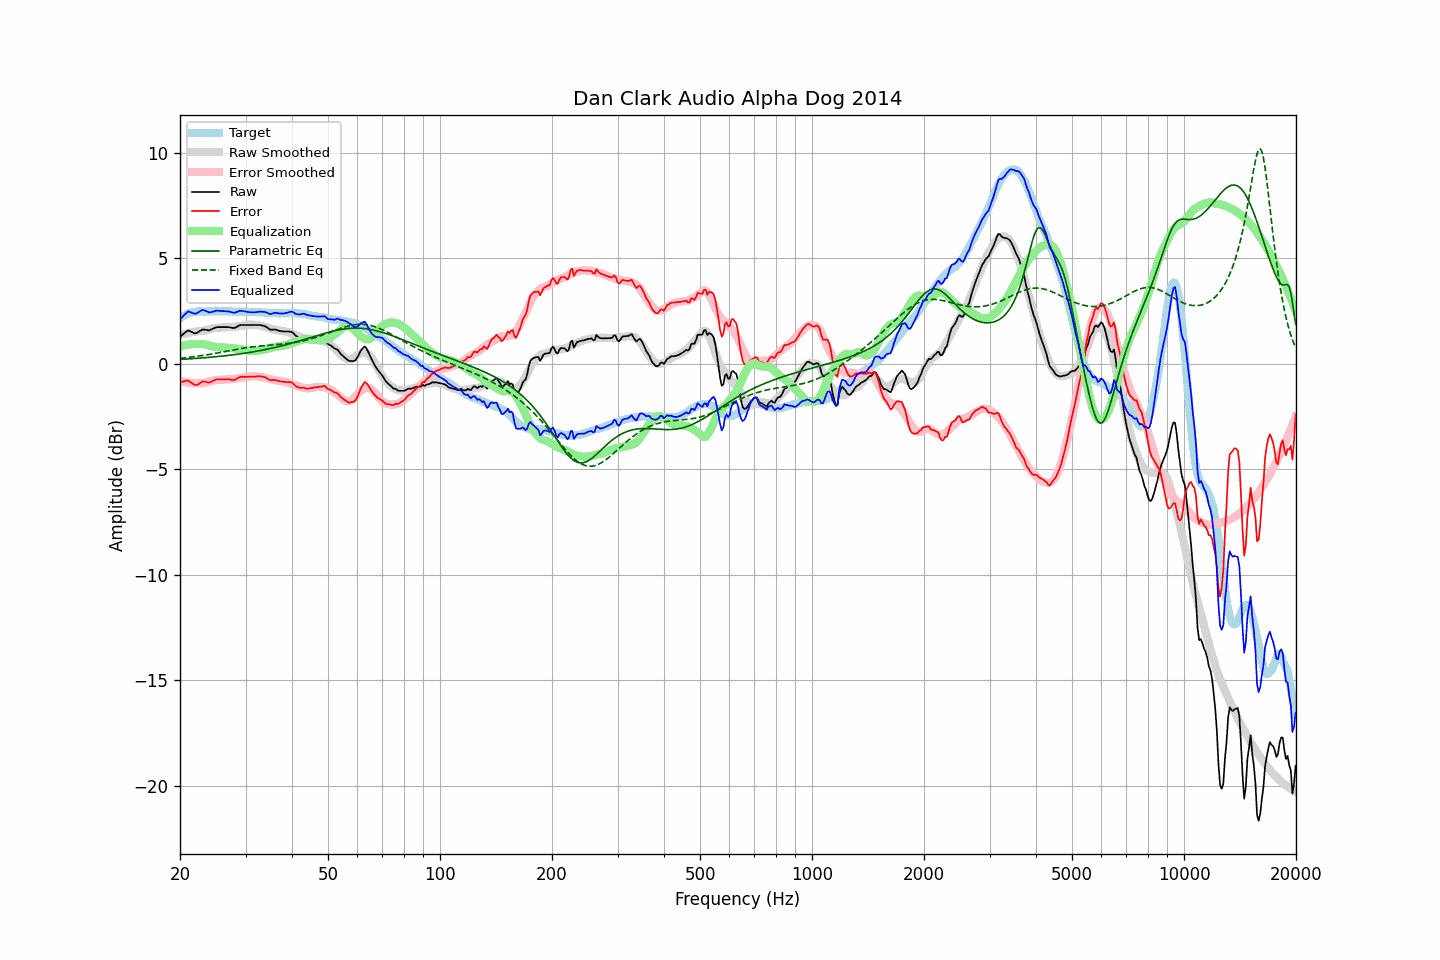 Dan Clark Audio Alpha Dog 2014
Target
Raw Smoothed
Error Smoothed
Raw
Error
Equalization
Parametric Eq
Fixed Band Eq
Equalized
10
5
0
−5
−10
−15
−20
Amplitude (dBr)
20
50
100
200
500
1000
2000
5000
10000
20000
Frequency (Hz)